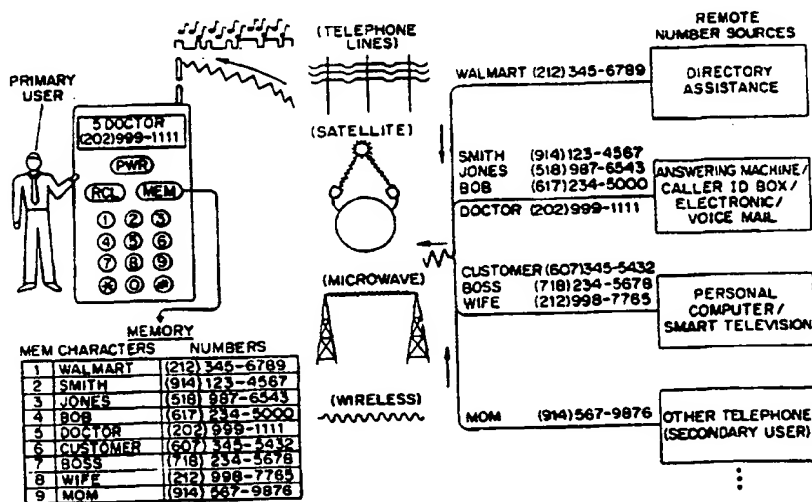 PRIMARY
USER
5 DOCTOR
(202)999-1111
PWR
RCL
MEM
1 2 3
4 5 6
7 8 9
* 0 #
MEMORY
MEM CHARACTERS NUMBERS
1 WALMART (212) 345-6789
2 SMITH (914) 123-4567
3 JONES (518) 987-6543
4 BOB (617) 234-5000
5 DOCTOR (202) 999-1111
6 CUSTOMER (607) 345-5432
7 BOSS (718) 234-5678
8 WIFE (212) 998-7765
9 MOM (914) 567-9876
(TELEPHONE
LINES)
(SATELLITE)
(MICROWAVE)
(WIRELESS)
REMOTE
NUMBER SOURCES
WALMART (212) 345-6789
DIRECTORY
ASSISTANCE
SMITH (914)123-4567
JONES (518) 987-6543
BOB (617) 234-5000
DOCTOR (202) 999-1111
ANSWERING MACHINE/
CALLER ID BOX/
ELECTRONIC/
VOICE MAIL
CUSTOMER (607)345-5432
BOSS (718) 234-5678
WIFE (212) 998-7765
PERSONAL
COMPUTER/
SMART TELEVISION
MOM (914) 567-9876
OTHER TELEPHONE
(SECONDARY USER)